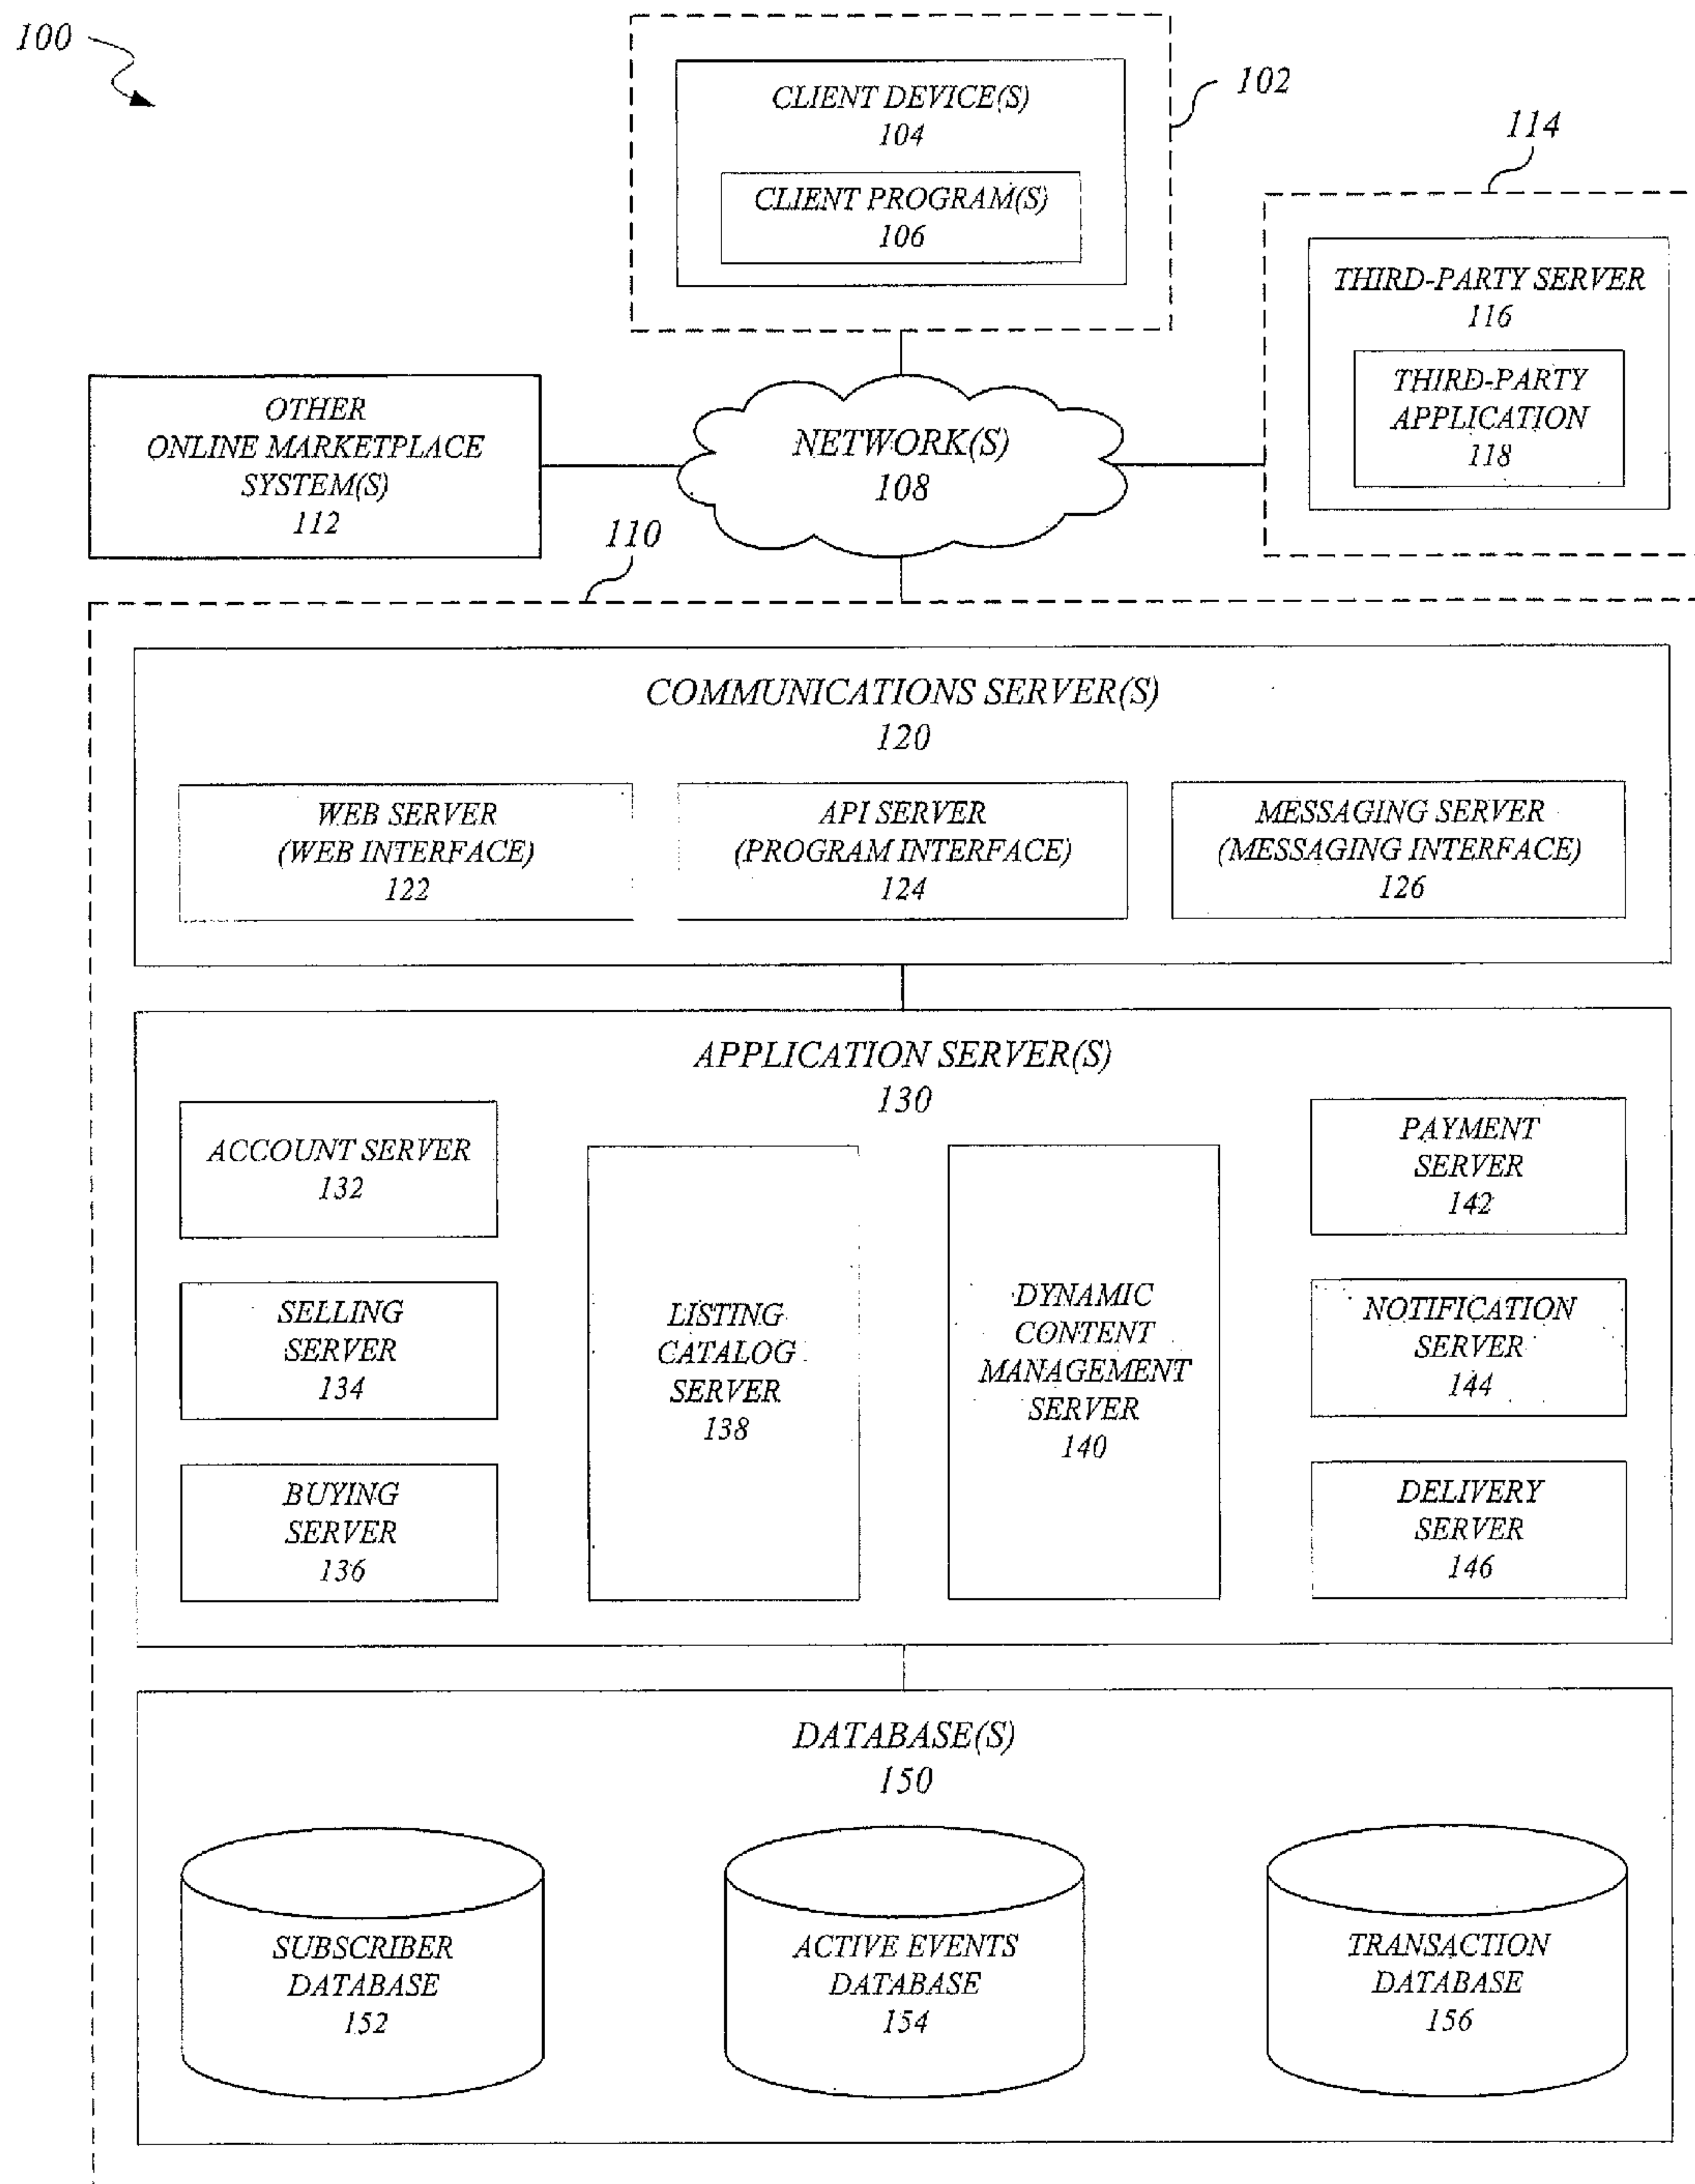 100
CLIENT DEVICE(S)
104
CLIENT PROGRAM(S)
106
102
114
THIRD-PARTY SERVER
116
THIRD-PARTY
APPLICATION
118
OTHER
ONLINE MARKETPLACE
SYSTEM(S)
112
NETWORK(S)
108
110
COMMUNICATIONS SERVER(S)
120
WEB SERVER
(WEB INTERFACE)
122
API SERVER
(PROGRAM INTERFACE)
124
MESSAGING SERVER
(MESSAGING INTERFACE)
126
APPLICATION SERVER(S)
130
ACCOUNT SERVER
132
SELLING
SERVER
134
BUYING
SERVER
136
LISTING
CATALOG
SERVER
138
DYNAMIC
CONTENT
MANAGEMENT
SERVER
140
PAYMENT
SERVER
142
NOTIFICATION
SERVER
144
DELIVERY
SERVER
146
DATABASE(S)
150
SUBSCRIBER
DATABASE
152
ACTIVE EVENTS
DATABASE
154
TRANSACTION
DATABASE
156